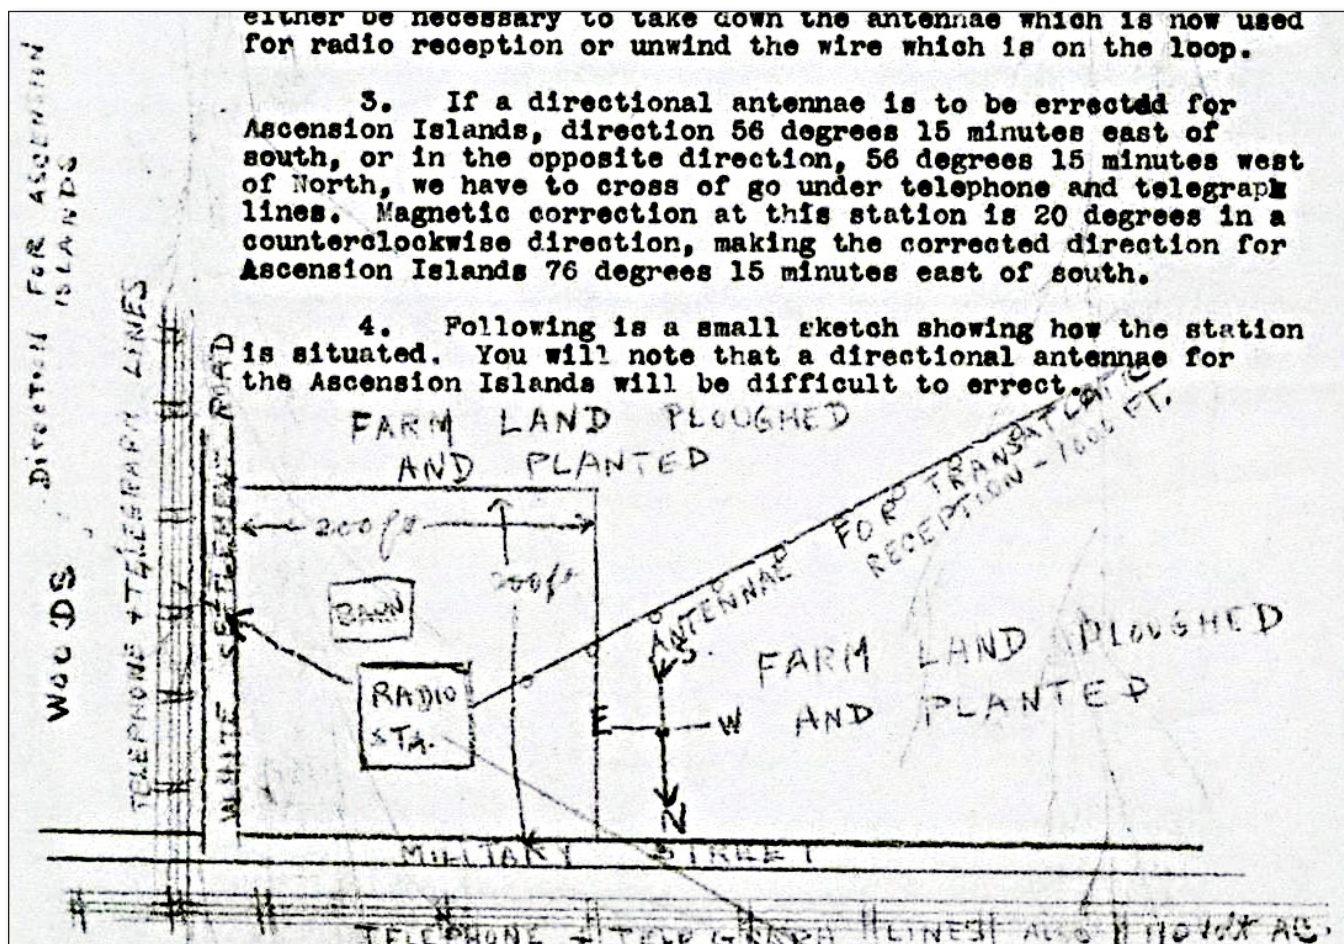 either be necessary to take down the antennae which is now used
for radio reception or unwind the wire which is on the loop.
3. If a directional antennae is to be errected for
Ascension Islands, direction 56 degrees 15 minutes east of
south, or in the opposite direction, 56 degrees 15 minutes west
of North, we have to cross of go under telephone and telegraph
lines. Magnetic correction at this station is 20 degrees in a
counterclockwise direction, making the corrected direction for
Ascension Islands 76 degrees 15 minutes east of south.
4. Following is a small sketch showing how the station
is situated. You will note that a directional antennae for
the Ascension Islands will be difficult to errect.
DIRECTION FOR ASCENSION
ISLANDS
WOODS
TELEPHONE + TELEGRAPH LINES
WHITE SETTLEMENT ROAD
FARM LAND PLOUGHED
AND PLANTED
200 ft
200 ft
BARN
RADIO
STA.
ANTENNAE FOR TRANSATLANTIC
RECEPTION - 1000 FT.
S.
E W
N
FARM LAND PLOUGHED
AND PLANTED
MILITARY STREET
TELEPHONE + TELEGRAPH LINES ALSO 110 Volt AC.